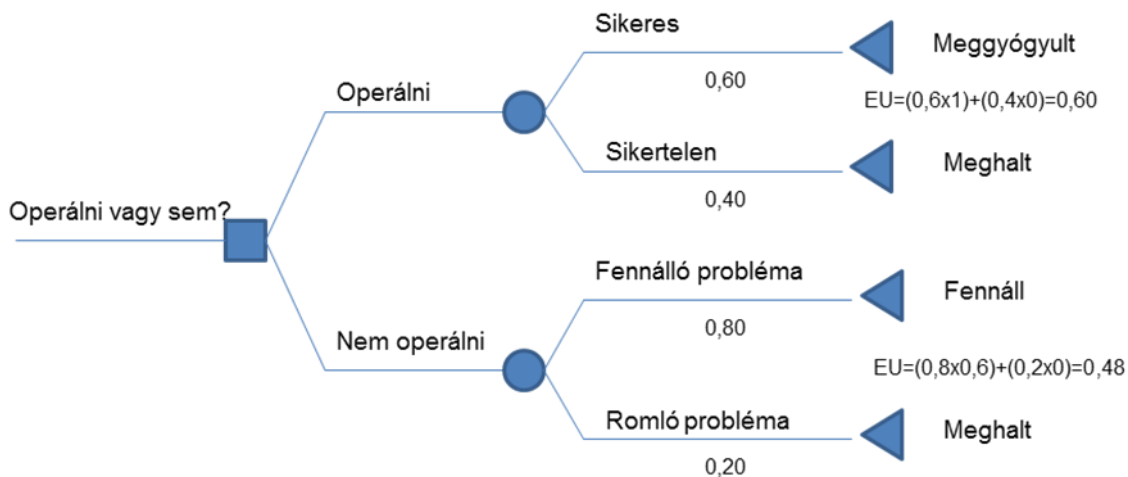 Sikeres
Meggyógyult
0,60
Operálni
EU=(0,6x1)+(0,4x0)=0,60
Sikertelen
Meghalt
0,40
Operálni vagy sem?
Fennálló probléma
Fennáll
0,80
Nem operálni
EU=(0,8x0,6)+(0,2x0)=0,48
Romló probléma
Meghalt
0,20